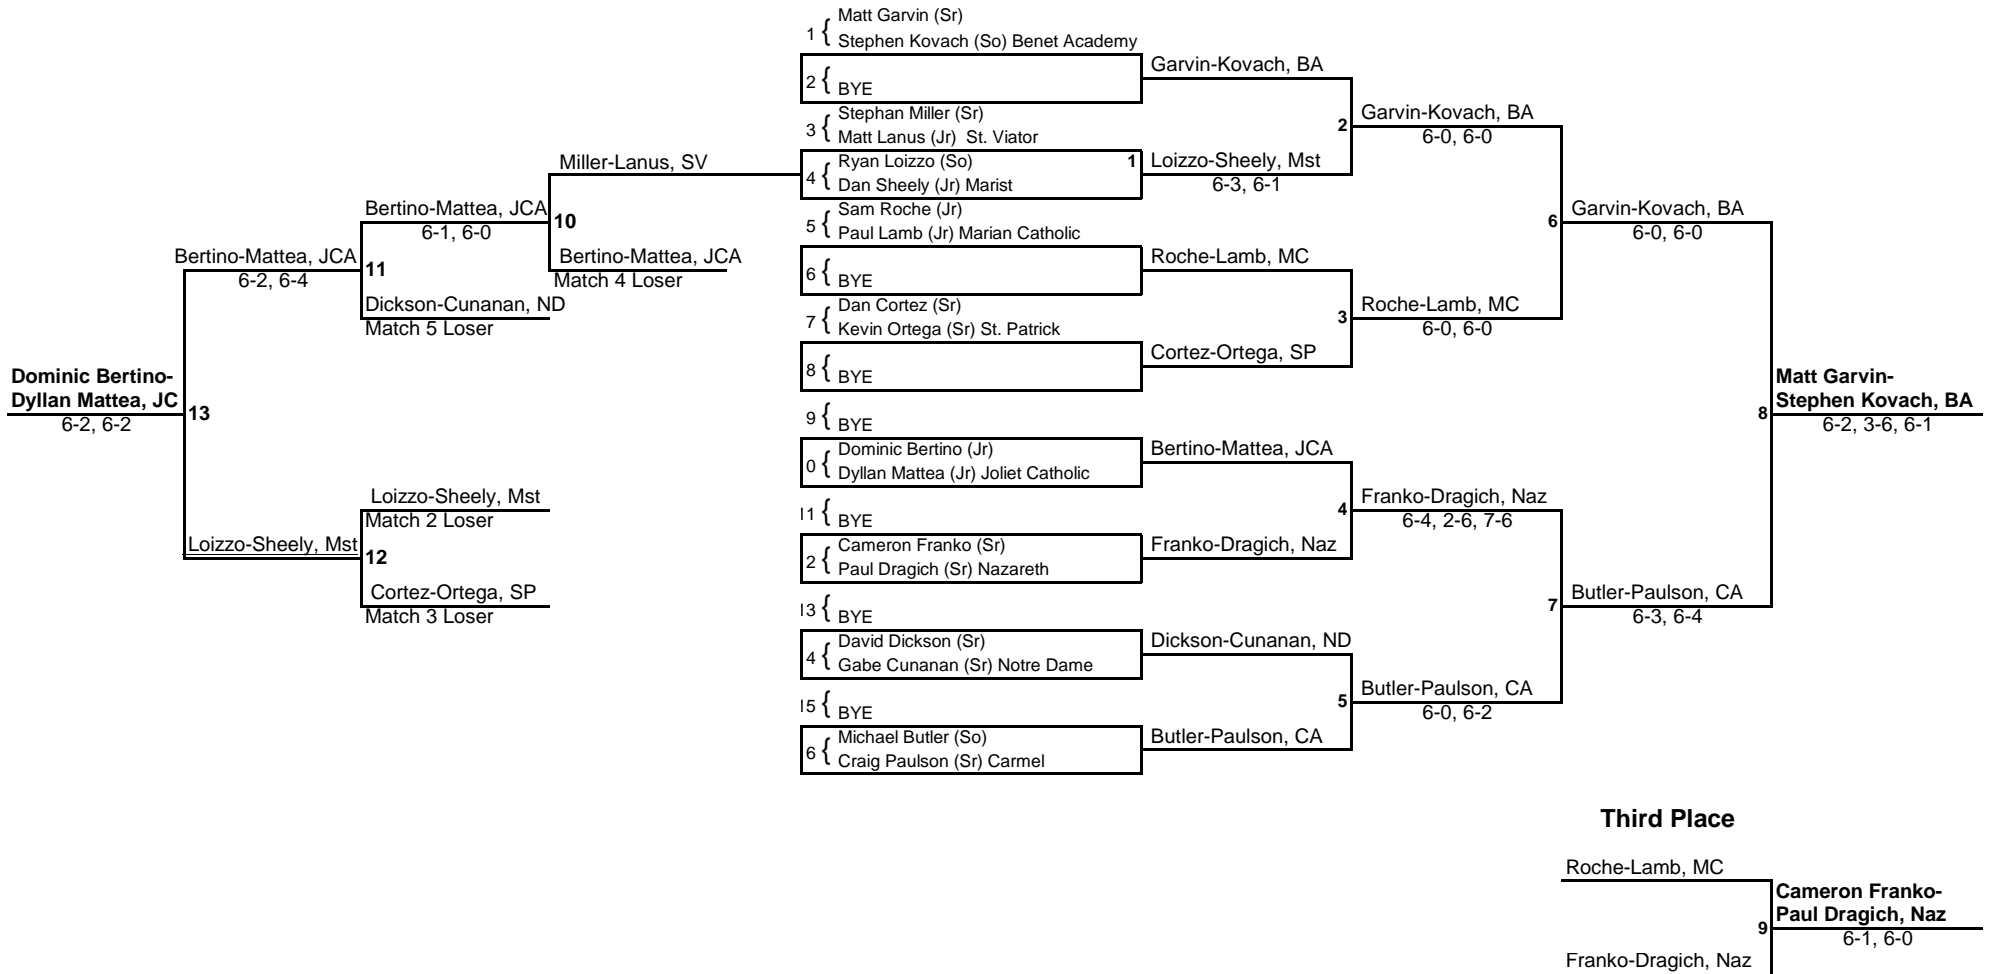 Matt Garvin (Sr)
1 {
Stephen Kovach (So) Benet Academy
Garvin-Kovach, BA
2 { BYE
Stephan Miller (Sr)
3 {
Matt Lanus (Jr) St. Viator
2
Garvin-Kovach, BA
6-0, 6-0
Miller-Lanus, SV
Ryan Loizzo (So)
4 {
Dan Sheely (Jr) Marist
1
Loizzo-Sheely, Mst
6-3, 6-1
Bertino-Mattea, JCA
6-1, 6-0
10
Sam Roche (Jr)
5 {
Paul Lamb (Jr) Marian Catholic
6
Garvin-Kovach, BA
6-0, 6-0
Bertino-Mattea, JCA
6-2, 6-4
11
Bertino-Mattea, JCA
Match 4 Loser
6 { BYE
Roche-Lamb, MC
Dickson-Cunanan, ND
Match 5 Loser
Dan Cortez (Sr)
7 {
Kevin Ortega (Sr) St. Patrick
3
Roche-Lamb, MC
6-0, 6-0
8 { BYE
Cortez-Ortega, SP
Dominic Bertino-
Dyllan Mattea, JC
6-2, 6-2
13
9 { BYE
8
Matt Garvin-
Stephen Kovach, BA
6-2, 3-6, 6-1
Dominic Bertino (Jr)
0 {
Dyllan Mattea (Jr) Joliet Catholic
Bertino-Mattea, JCA
Loizzo-Sheely, Mst
Match 2 Loser
11 { BYE
4
Franko-Dragich, Naz
6-4, 2-6, 7-6
Loizzo-Sheely, Mst
12
Cameron Franko (Sr)
2 {
Paul Dragich (Sr) Nazareth
Franko-Dragich, Naz
Cortez-Ortega, SP
Match 3 Loser
13 { BYE
7
Butler-Paulson, CA
6-3, 6-4
David Dickson (Sr)
4 {
Gabe Cunanan (Sr) Notre Dame
Dickson-Cunanan, ND
15 { BYE
5
Butler-Paulson, CA
6-0, 6-2
Michael Butler (So)
6 {
Craig Paulson (Sr) Carmel
Butler-Paulson, CA
Third Place
Roche-Lamb, MC
9
Cameron Franko-
Paul Dragich, Naz
6-1, 6-0
Franko-Dragich, Naz